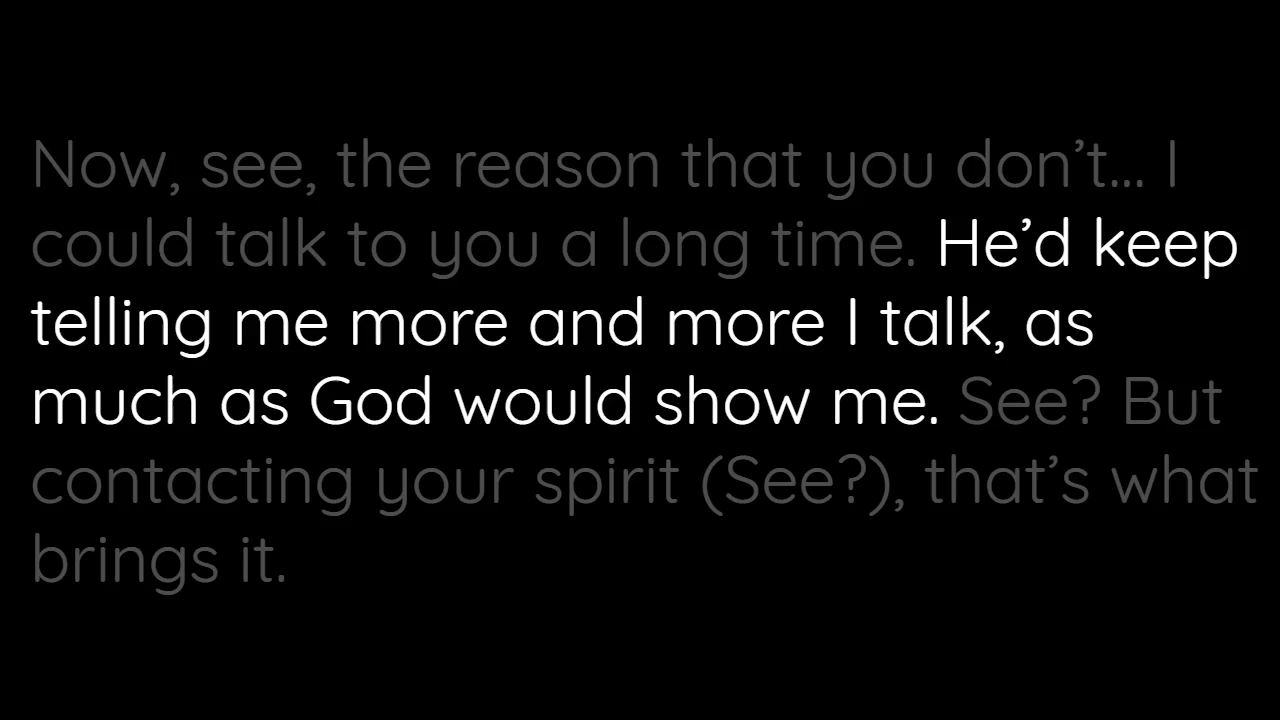 Now, see, the reason that you don’t... I
could talk to you a long time. He’d keep
telling me more and more I talk, as
much as God would show me. See? But
contacting your spirit (See?), that’s what
brings it.